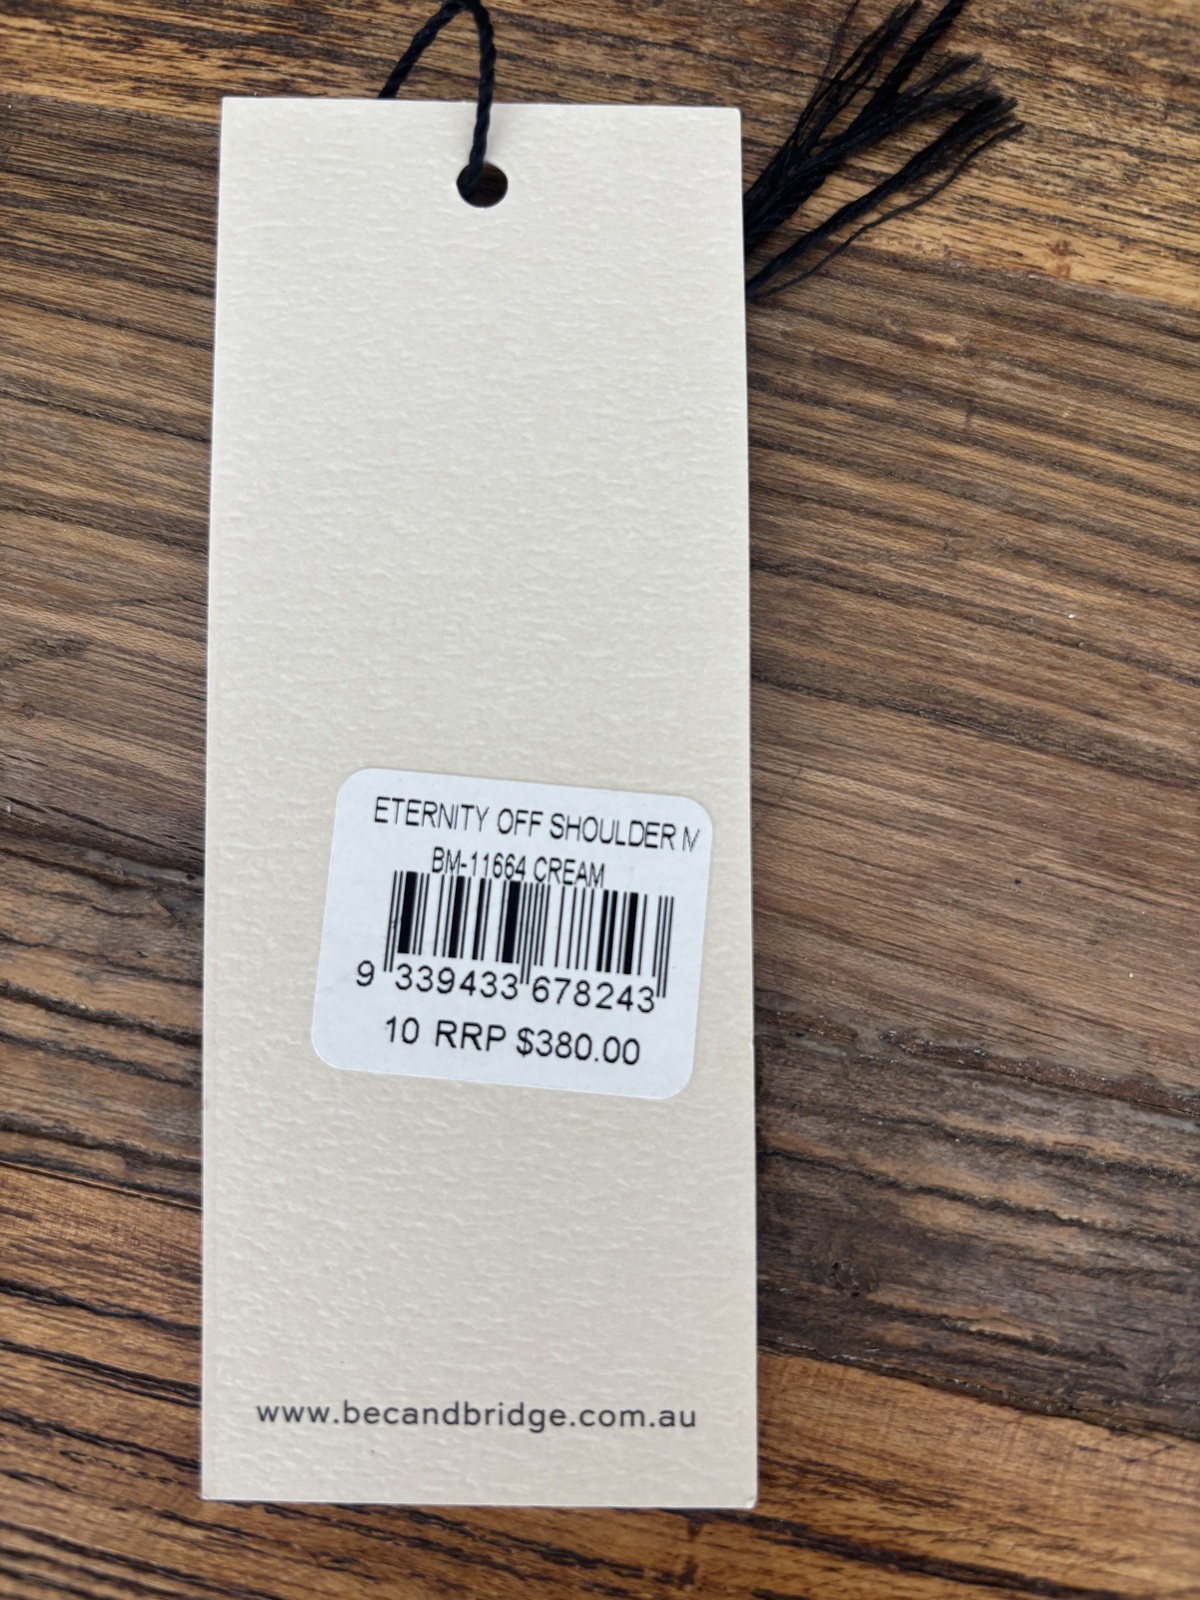 ETERNITY OFF SHOULDER M
BM-11664 CREAM
9 339433 678243
10 RRP $380.00
www.becandbridge.com.au